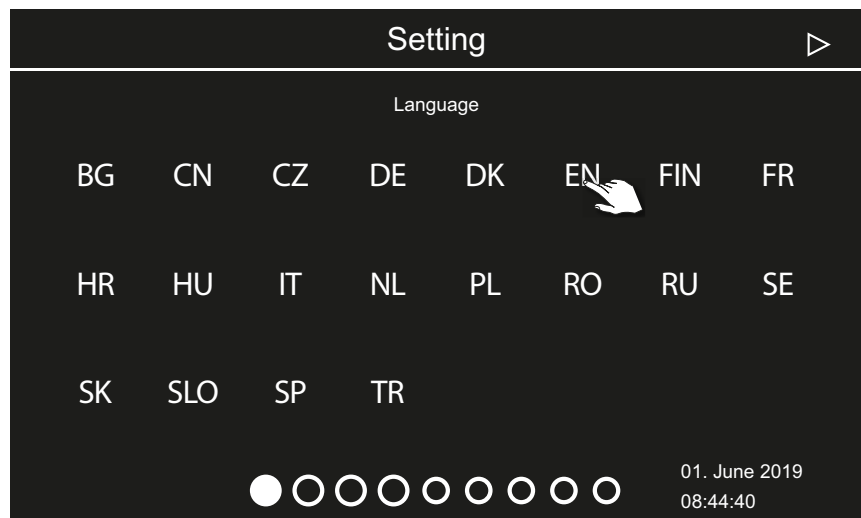 Setting
Language
BG CN CZ DE DK EN FIN FR
HR HU IT NL PL RO RU SE
SK SLO SP TR
01. June 2019
08:44:40